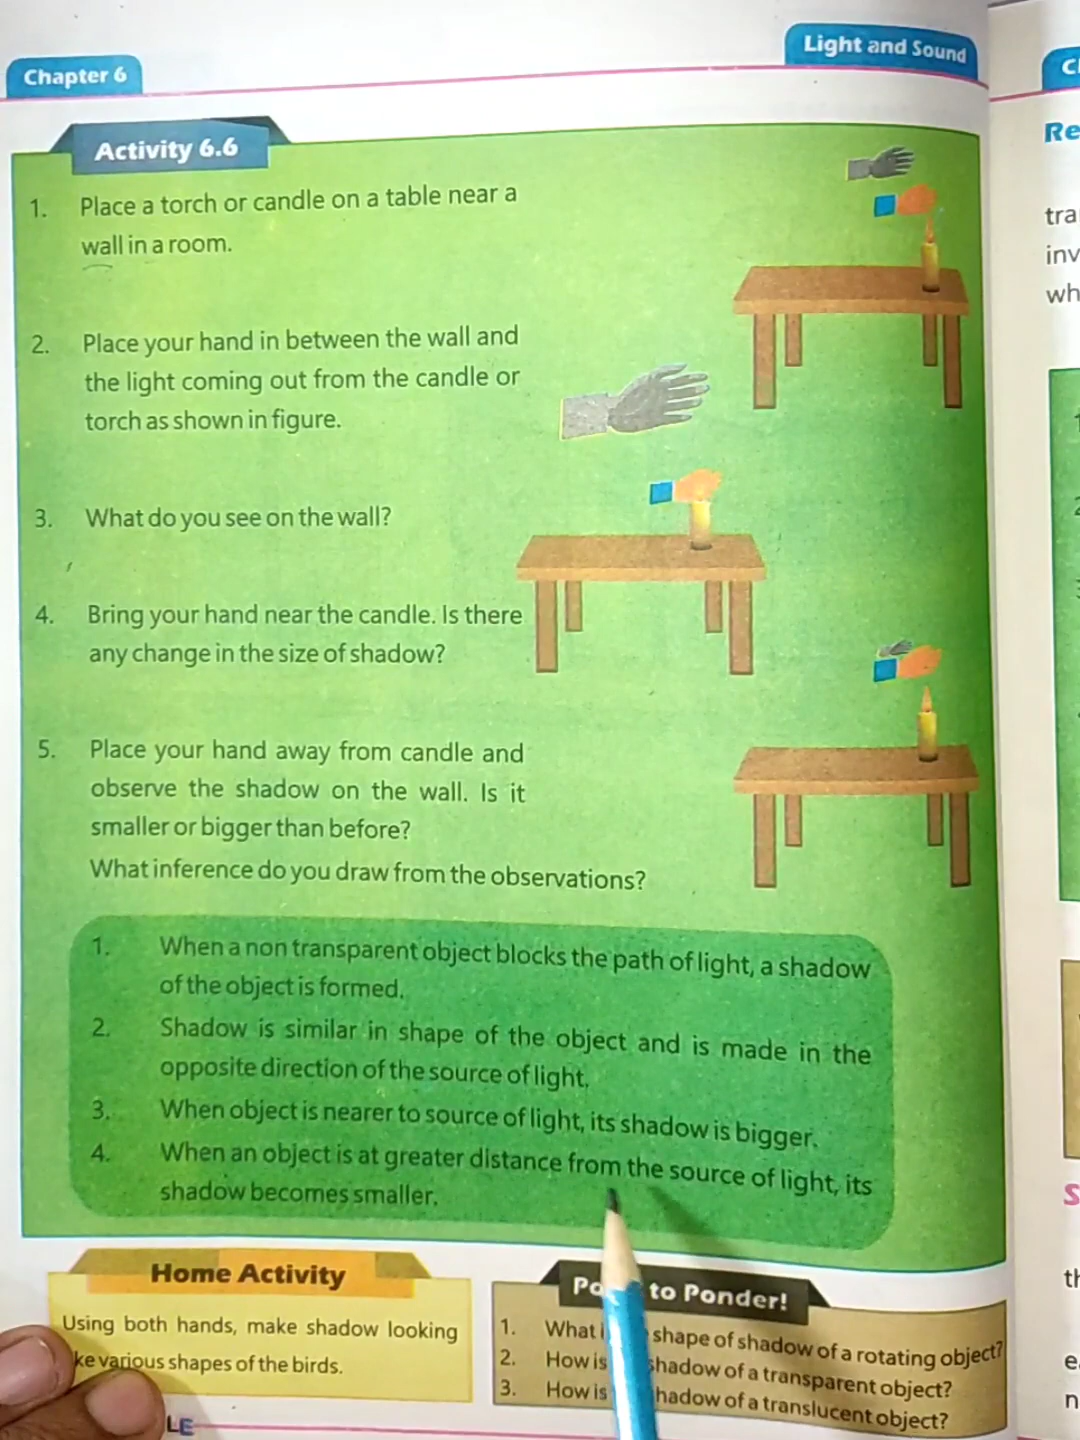 Light and Sound
Chapter 6
Activity 6.6
1. Place a torch or candle on a table near a
wall in a room.
2. Place your hand in between the wall and
the light coming out from the candle or
torch as shown in figure.
3. What do you see on the wall?
4. Bring your hand near the candle. Is there
any change in the size of shadow?
5. Place your hand away from candle and
observe the shadow on the wall. Is it
smaller or bigger than before?
What inference do you draw from the observations?
1. When a non transparent object blocks the path of light, a shadow
of the object is formed.
2. Shadow is similar in shape of the object and is made in the
opposite direction of the source of light.
3. When object is nearer to source of light, its shadow is bigger.
4. When an object is at greater distance from the source of light, its
shadow becomes smaller.
Home Activity
Using both hands, make shadow looking
various shapes of the birds.
to Ponder!
1. What shape of shadow of a rotating object?
2. How is shadow of a transparent object?
3. How is shadow of a translucent object?
Re
tra
inv
wh